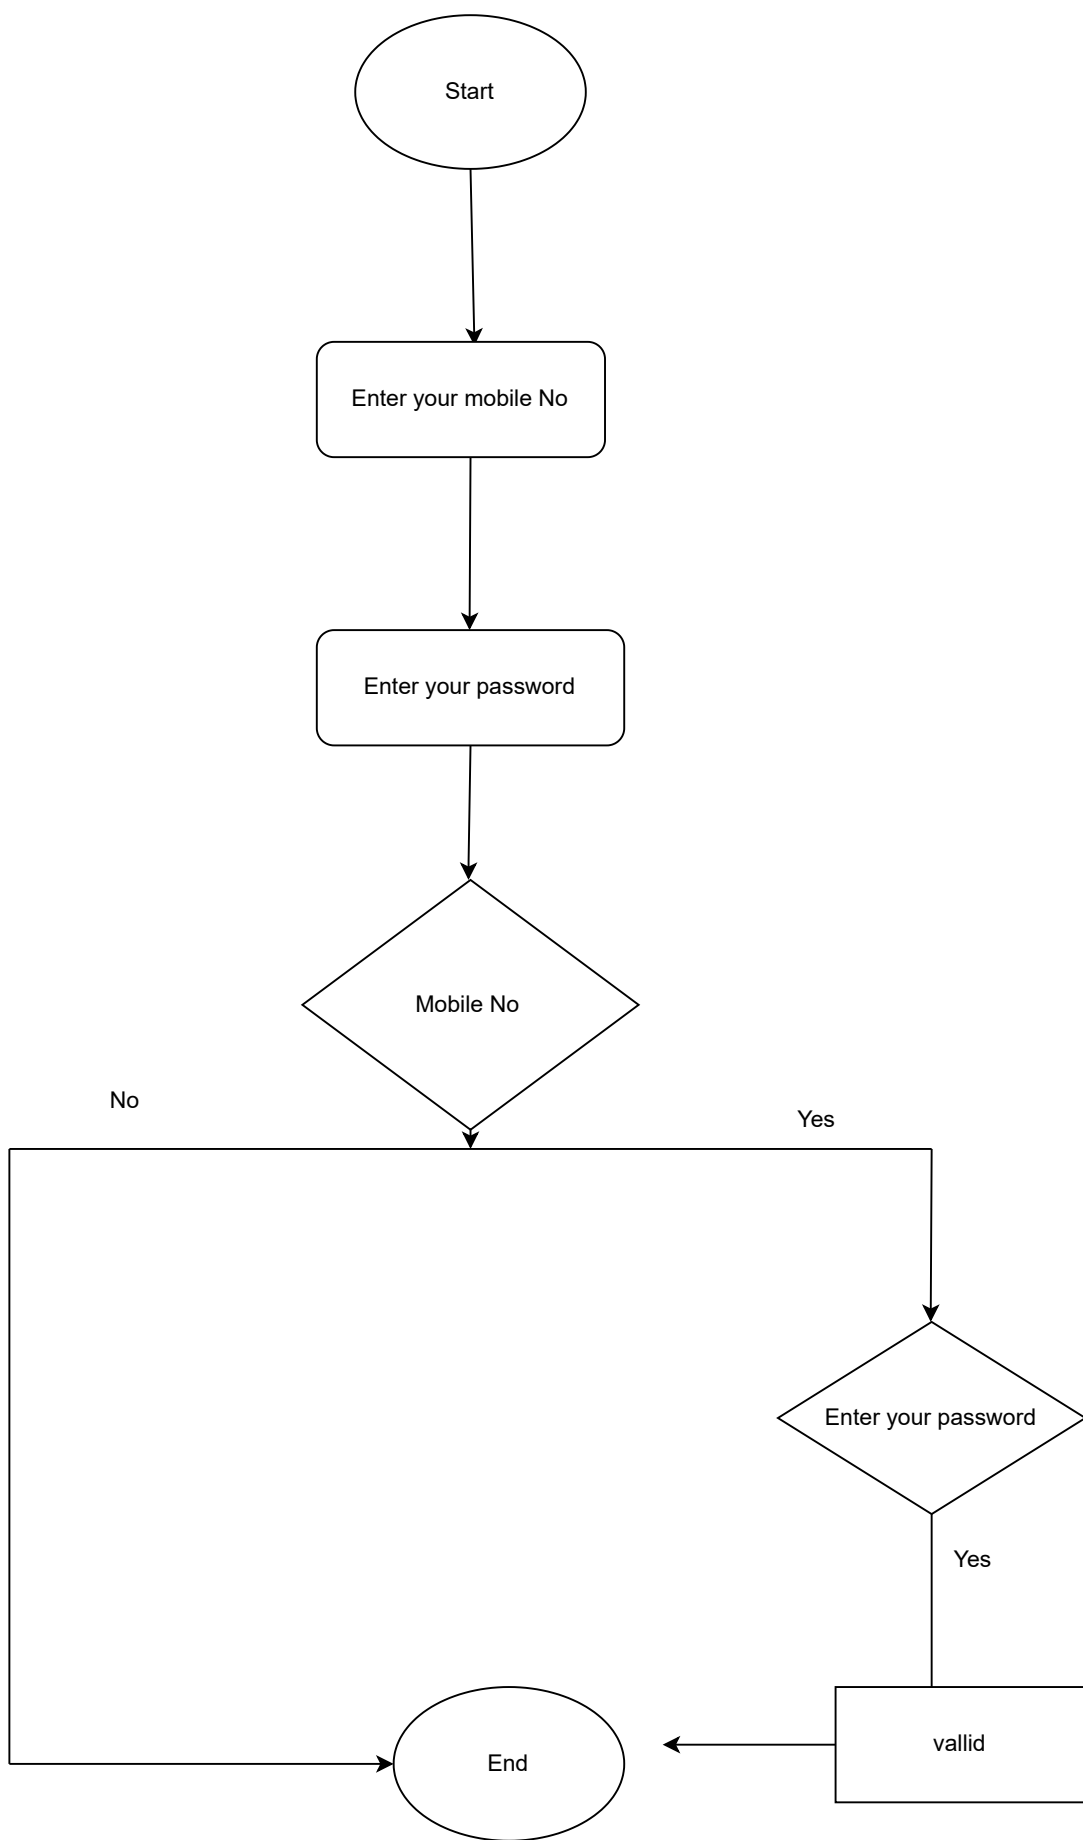 Start
Enter your mobile No
Enter your password
Mobile No
No
Yes
Enter your password
Yes
vallid
End